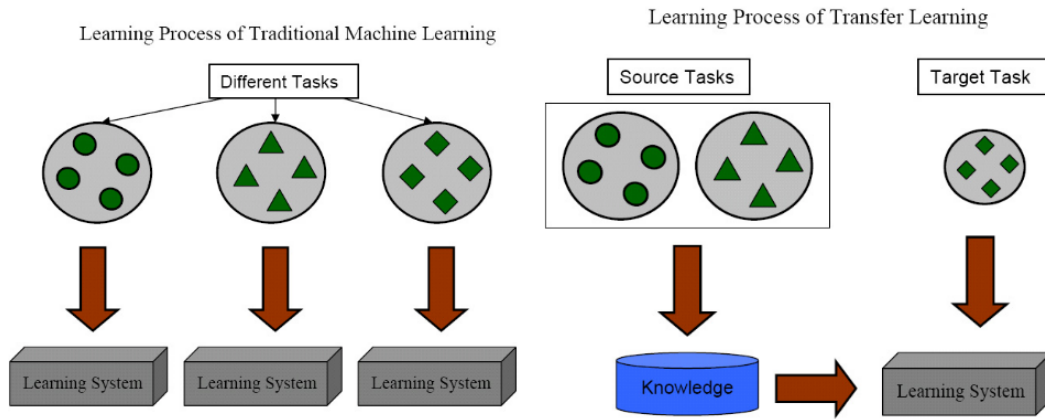 Learning Process of Traditional Machine Learning
Different Tasks
Learning System
Learning System
Learning System
Learning Process of Transfer Learning
Source Tasks
Target Task
Knowledge
Learning System